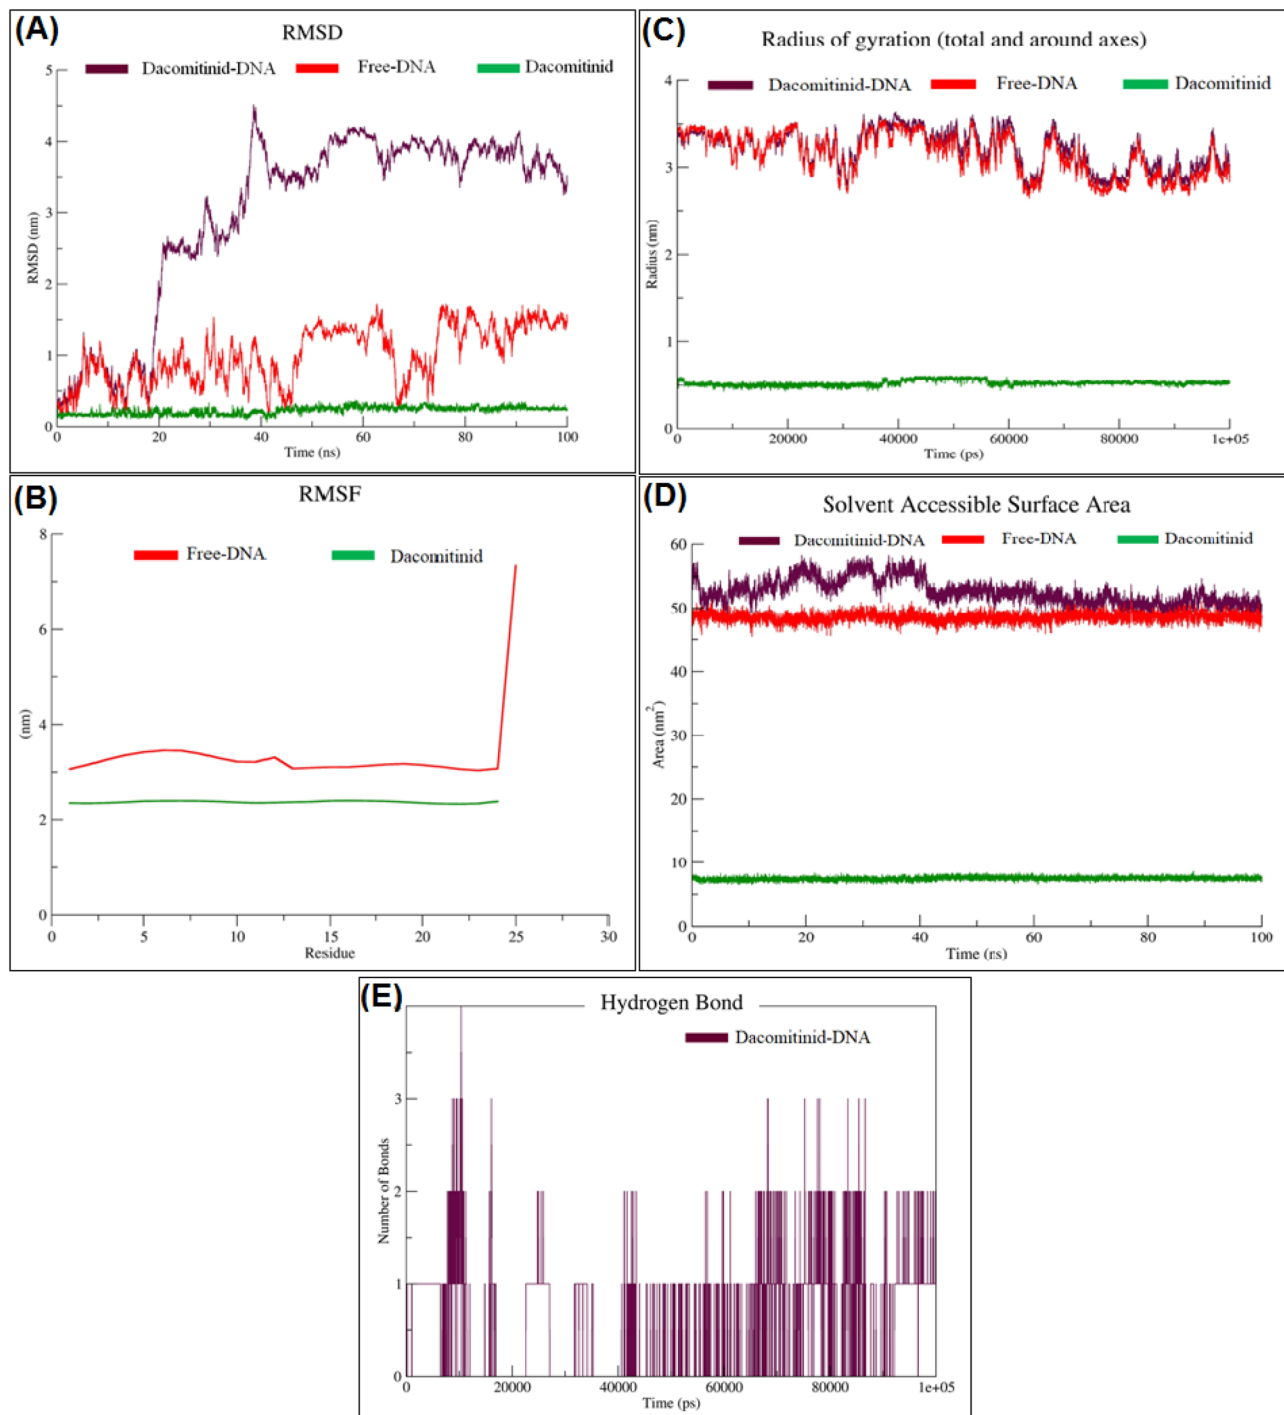 (A)
RMSD
Dacomitinid-DNA Free-DNA Dacomitinid
5
4
3
2
1
0
RMSD (nm)
0 20 40 60 80 100
Time (ns)
(C)
Radius of gyration (total and around axes)
Dacomitinid-DNA Free-DNA Dacomitinid
4
3
2
1
0
Radius (nm)
0 20000 40000 60000 80000 1e+05
Time (ps)
(B)
RMSF
Free-DNA Dacomitinid
8
6
4
2
0
(nm)
0 5 10 15 20 25 30
Residue
(D)
Solvent Accessible Surface Area
Dacomitinid-DNA Free-DNA Dacomitinid
60
50
40
30
20
10
0
Area (nm²)
0 20 40 60 80 100
Time (ns)
(E)
Hydrogen Bond
Dacomitinid-DNA
3
2
1
0
Number of Bonds
0 20000 40000 60000 80000 1e+05
Time (ps)